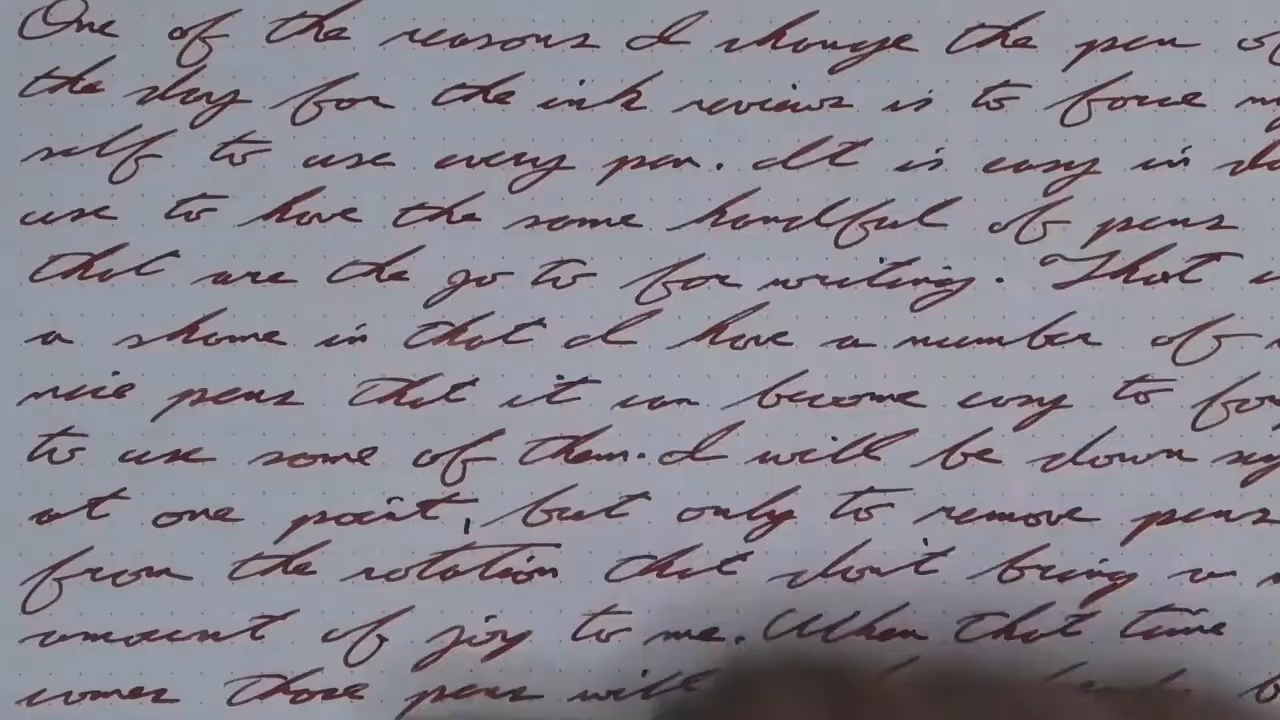 One of the reasons I change the pen of
the day for the ink reviews is to force my
self to use every pen. It is easy in
use to have the same handful of pens
that are the go to for writing. That
a shame in that I have a number of
nice pens that it can become easy to
to use some of them. I will be down
at one point, but only to remove pens
from the rotation that don't bring a
amount of joy to me. When that time
comes those pens will